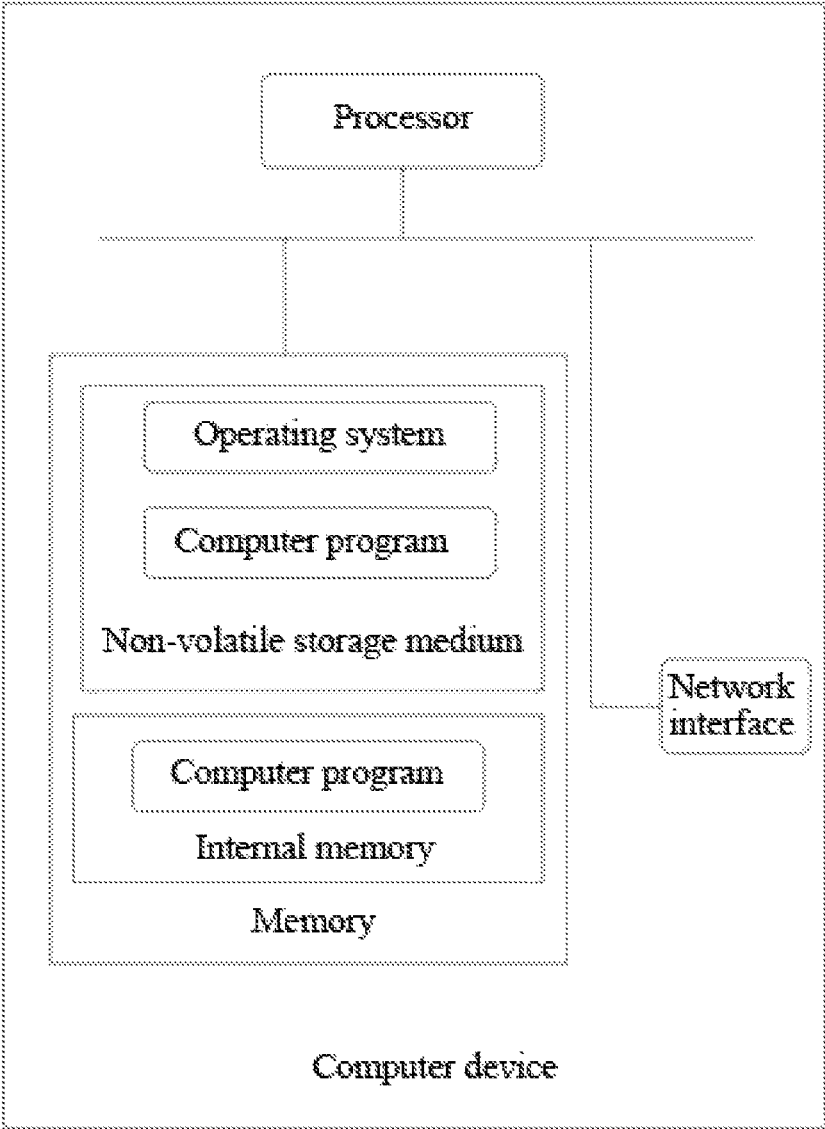 Processor
Operating system
Computer program
Non-volatile storage medium
Network
interface
Computer program
Internal memory
Memory
Computer device